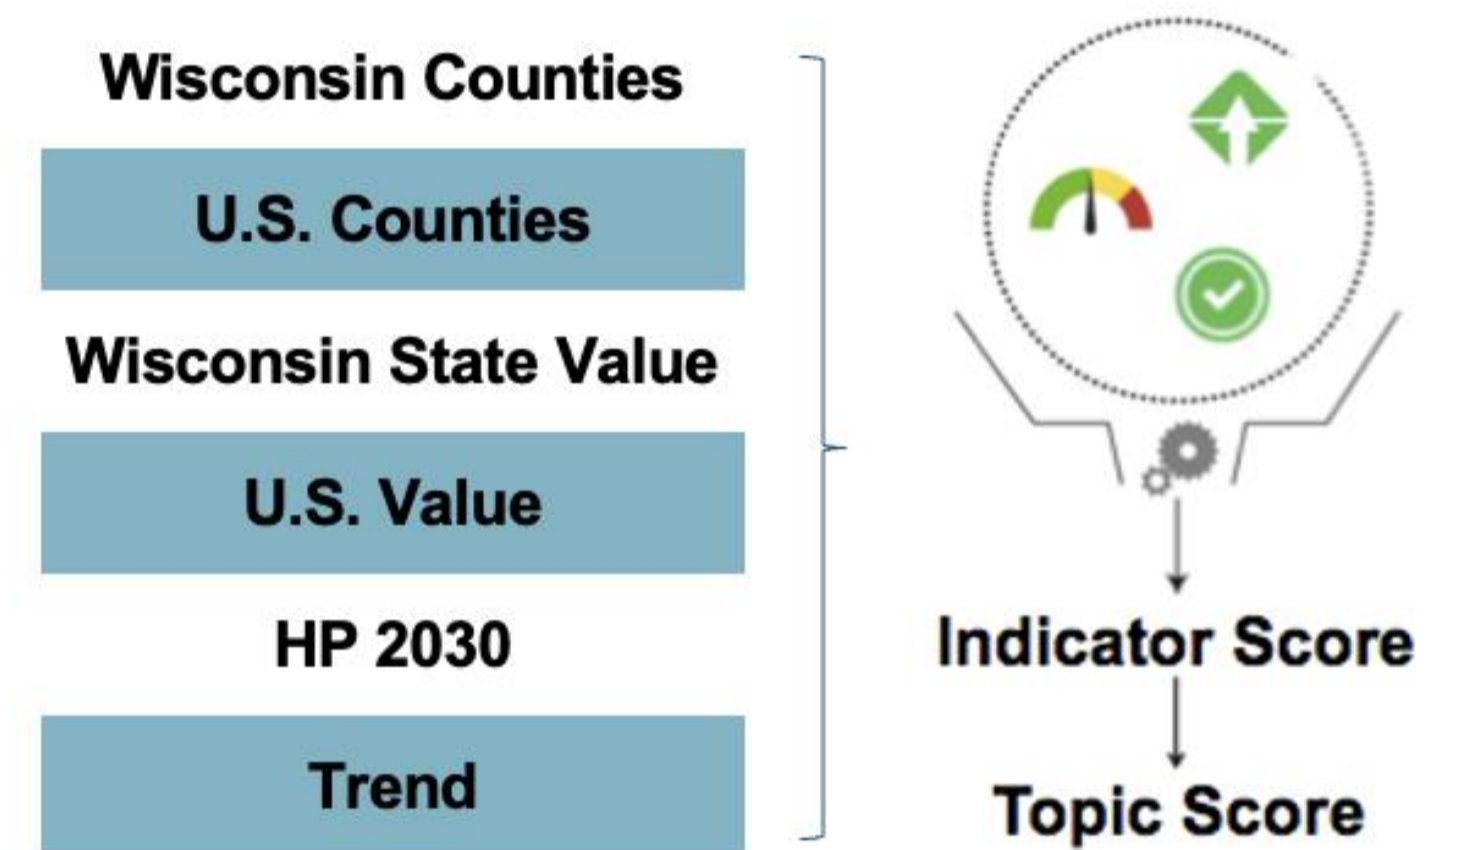 Wisconsin Counties
U.S. Counties
Wisconsin State Value
U.S. Value
HP 2030
Trend
Indicator Score
Topic Score